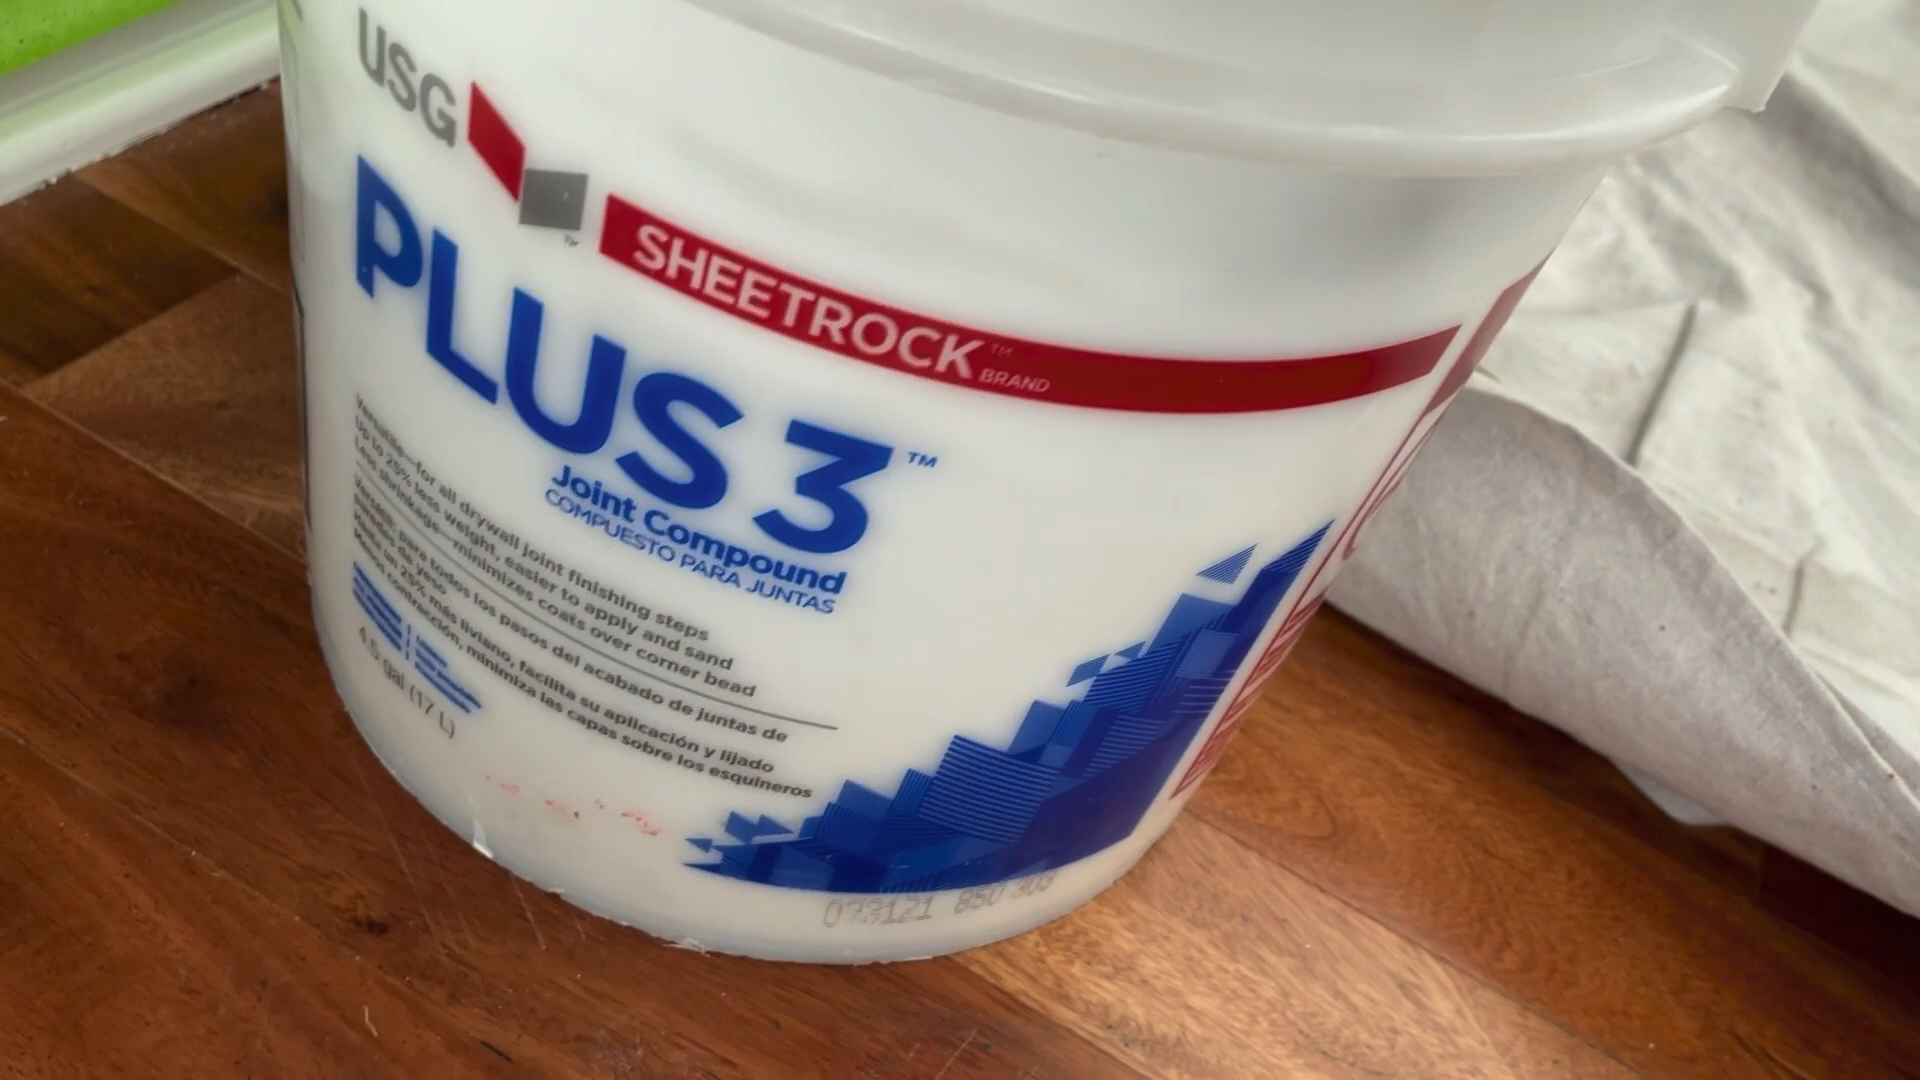 USG
SHEETROCK™ BRAND
PLUS 3™
Joint Compound
COMPUESTO PARA JUNTAS
Versatile—for all drywall joint finishing steps
Up to 25% less weight, easier to apply and sand
Less shrinkage—minimizes coats over corner bead
Versátil: para todos los pasos del acabado de juntas de
paredes de yeso
Hasta un 25% más liviano, facilita su aplicación y lijado
Menos contracción, minimiza las capas sobre los esquineros
4.5 gal (17 L)
073121 850 303